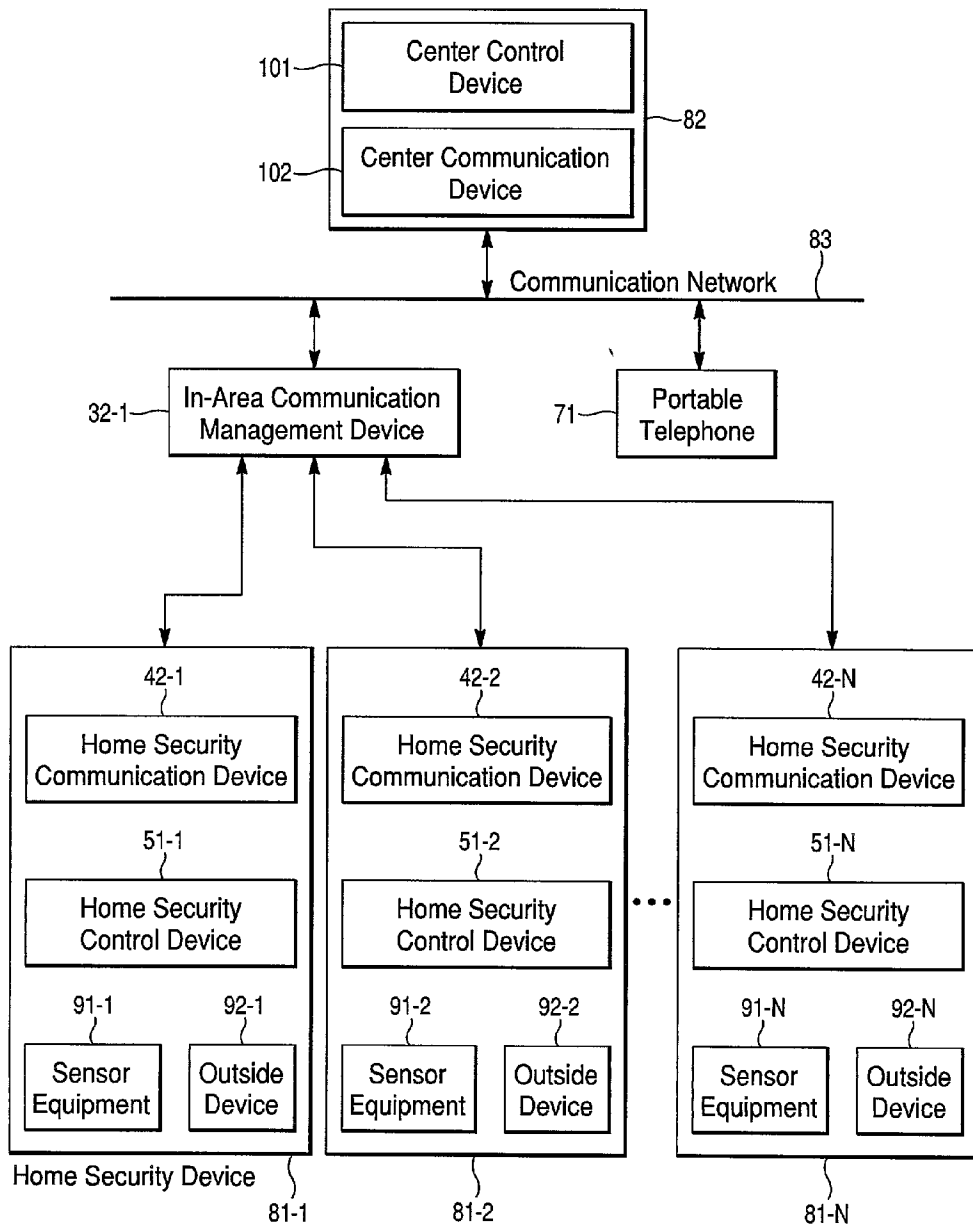 Center Control
Device
101
82
Center Communication
Device
102
83
Communication Network
In-Area Communication
Management Device
32-1
Portable
Telephone
71
42-1
Home Security
Communication Device
51-1
Home Security
Control Device
91-1
92-1
Sensor
Equipment
Outside
Device
Home Security Device
81-1
42-2
Home Security
Communication Device
51-2
Home Security
Control Device
91-2
92-2
Sensor
Equipment
Outside
Device
81-2
•••
42-N
Home Security
Communication Device
51-N
Home Security
Control Device
91-N
92-N
Sensor
Equipment
Outside
Device
81-N